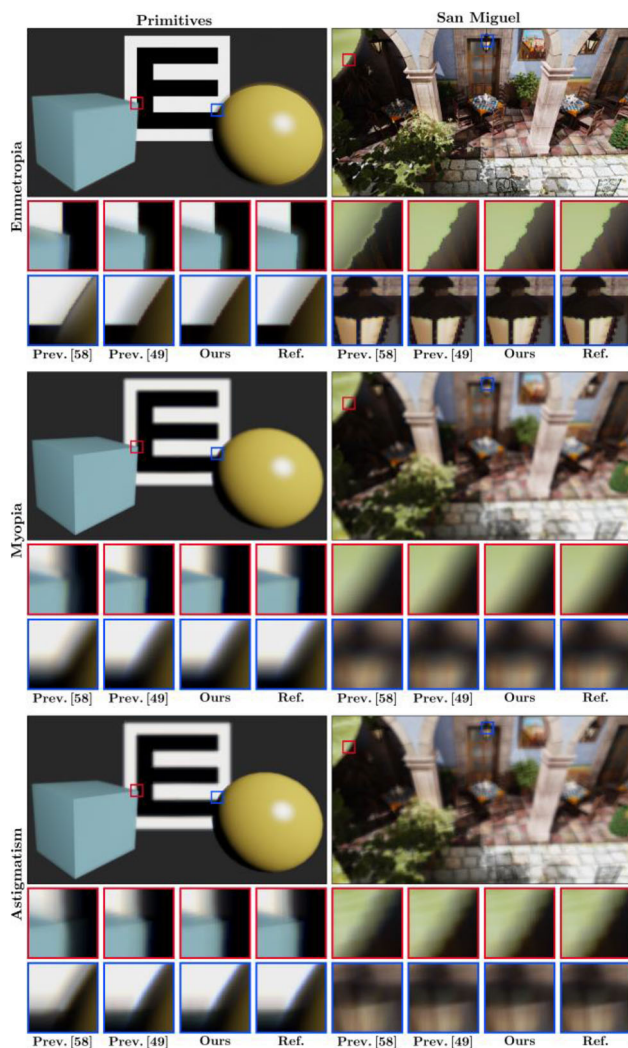 Primitives
San Miguel
Emmetropia
Prev. [58]
Prev. [49]
Ours
Ref.
Prev. [58]
Prev. [49]
Ours
Ref.
Myopia
Prev. [58]
Prev. [49]
Ours
Ref.
Prev. [58]
Prev. [49]
Ours
Ref.
Astigmatism
Prev. [58]
Prev. [49]
Ours
Ref.
Prev. [58]
Prev. [49]
Ours
Ref.